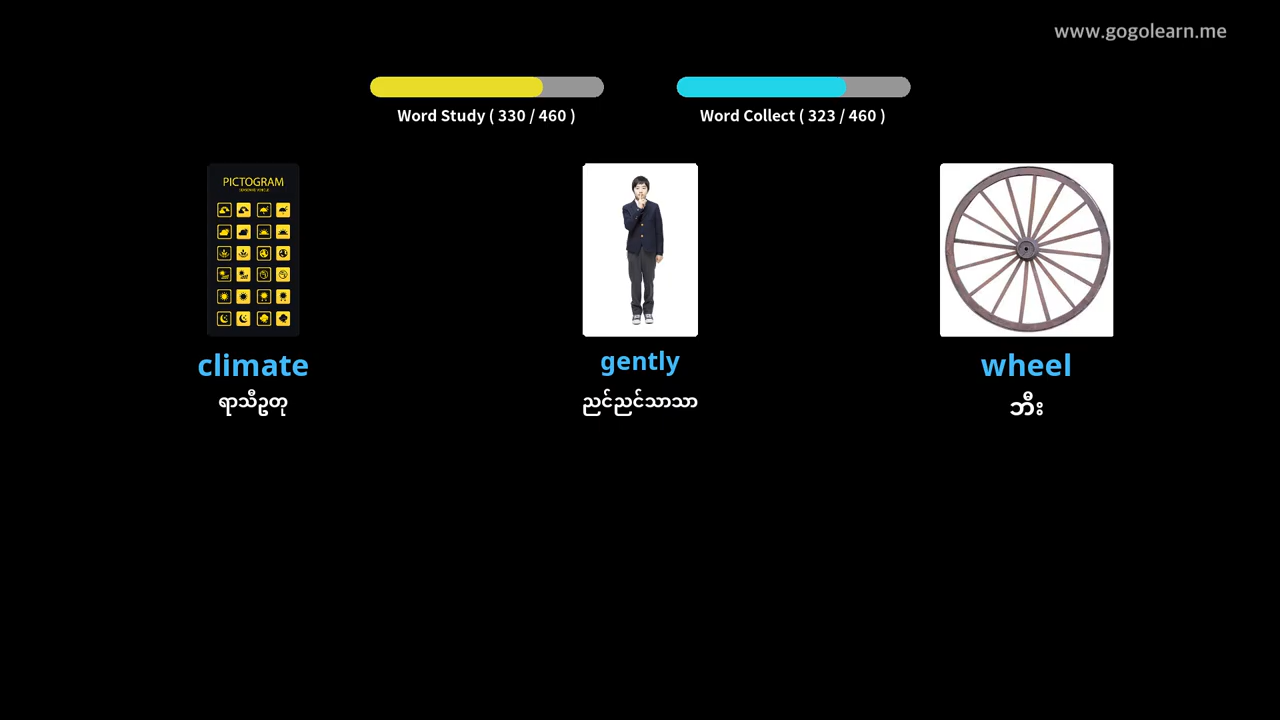 www.gogolearn.me
Word Study ( 330 / 460 )
Word Collect ( 323 / 460 )
PICTOGRAM
climate
gently
wheel
ရာသီဥတု
ညင်ညင်သာသာ
ဘီး